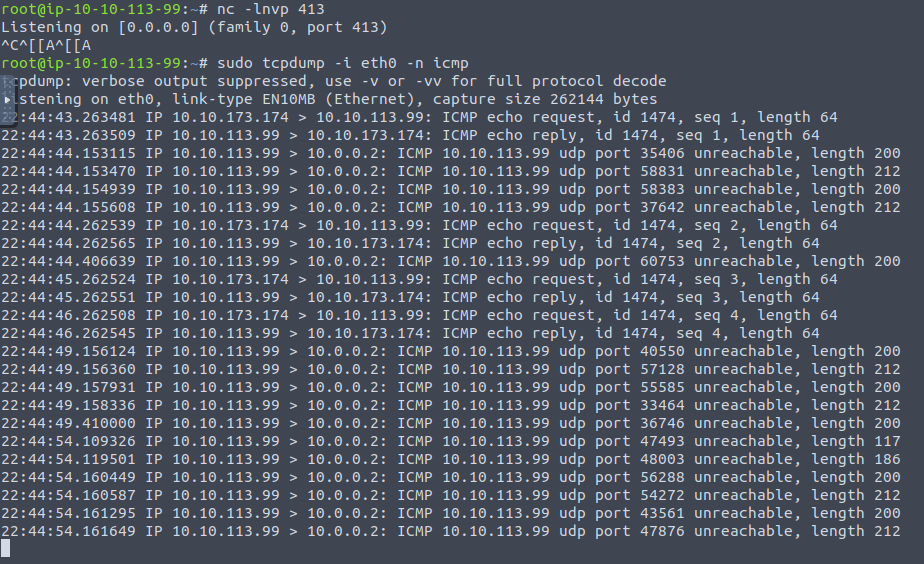 root@ip-10-10-113-99:~# nc -lnvp 413
Listening on [0.0.0.0] (family 0, port 413)
^C^[[A^[[A
root@ip-10-10-113-99:~# sudo tcpdump -i eth0 -n icmp
tcpdump: verbose output suppressed, use -v or -vv for full protocol decode
listening on eth0, link-type EN10MB (Ethernet), capture size 262144 bytes
22:44:43.263481 IP 10.10.173.174 > 10.10.113.99: ICMP echo request, id 1474, seq 1, length 64
22:44:43.263509 IP 10.10.113.99 > 10.10.173.174: ICMP echo reply, id 1474, seq 1, length 64
22:44:44.153115 IP 10.10.113.99 > 10.0.0.2: ICMP 10.10.113.99 udp port 35406 unreachable, length 200
22:44:44.153470 IP 10.10.113.99 > 10.0.0.2: ICMP 10.10.113.99 udp port 58831 unreachable, length 212
22:44:44.154939 IP 10.10.113.99 > 10.0.0.2: ICMP 10.10.113.99 udp port 58383 unreachable, length 200
22:44:44.155608 IP 10.10.113.99 > 10.0.0.2: ICMP 10.10.113.99 udp port 37642 unreachable, length 212
22:44:44.262539 IP 10.10.173.174 > 10.10.113.99: ICMP echo request, id 1474, seq 2, length 64
22:44:44.262565 IP 10.10.113.99 > 10.10.173.174: ICMP echo reply, id 1474, seq 2, length 64
22:44:44.406639 IP 10.10.113.99 > 10.0.0.2: ICMP 10.10.113.99 udp port 60753 unreachable, length 200
22:44:45.262524 IP 10.10.173.174 > 10.10.113.99: ICMP echo request, id 1474, seq 3, length 64
22:44:45.262551 IP 10.10.113.99 > 10.10.173.174: ICMP echo reply, id 1474, seq 3, length 64
22:44:46.262508 IP 10.10.173.174 > 10.10.113.99: ICMP echo request, id 1474, seq 4, length 64
22:44:46.262545 IP 10.10.113.99 > 10.10.173.174: ICMP echo reply, id 1474, seq 4, length 64
22:44:49.156124 IP 10.10.113.99 > 10.0.0.2: ICMP 10.10.113.99 udp port 40550 unreachable, length 200
22:44:49.156360 IP 10.10.113.99 > 10.0.0.2: ICMP 10.10.113.99 udp port 57128 unreachable, length 212
22:44:49.157931 IP 10.10.113.99 > 10.0.0.2: ICMP 10.10.113.99 udp port 55585 unreachable, length 200
22:44:49.158336 IP 10.10.113.99 > 10.0.0.2: ICMP 10.10.113.99 udp port 33464 unreachable, length 212
22:44:49.410000 IP 10.10.113.99 > 10.0.0.2: ICMP 10.10.113.99 udp port 36746 unreachable, length 200
22:44:54.109326 IP 10.10.113.99 > 10.0.0.2: ICMP 10.10.113.99 udp port 47493 unreachable, length 117
22:44:54.119501 IP 10.10.113.99 > 10.0.0.2: ICMP 10.10.113.99 udp port 48003 unreachable, length 186
22:44:54.160449 IP 10.10.113.99 > 10.0.0.2: ICMP 10.10.113.99 udp port 56288 unreachable, length 200
22:44:54.160587 IP 10.10.113.99 > 10.0.0.2: ICMP 10.10.113.99 udp port 54272 unreachable, length 212
22:44:54.161295 IP 10.10.113.99 > 10.0.0.2: ICMP 10.10.113.99 udp port 43561 unreachable, length 200
22:44:54.161649 IP 10.10.113.99 > 10.0.0.2: ICMP 10.10.113.99 udp port 47876 unreachable, length 212